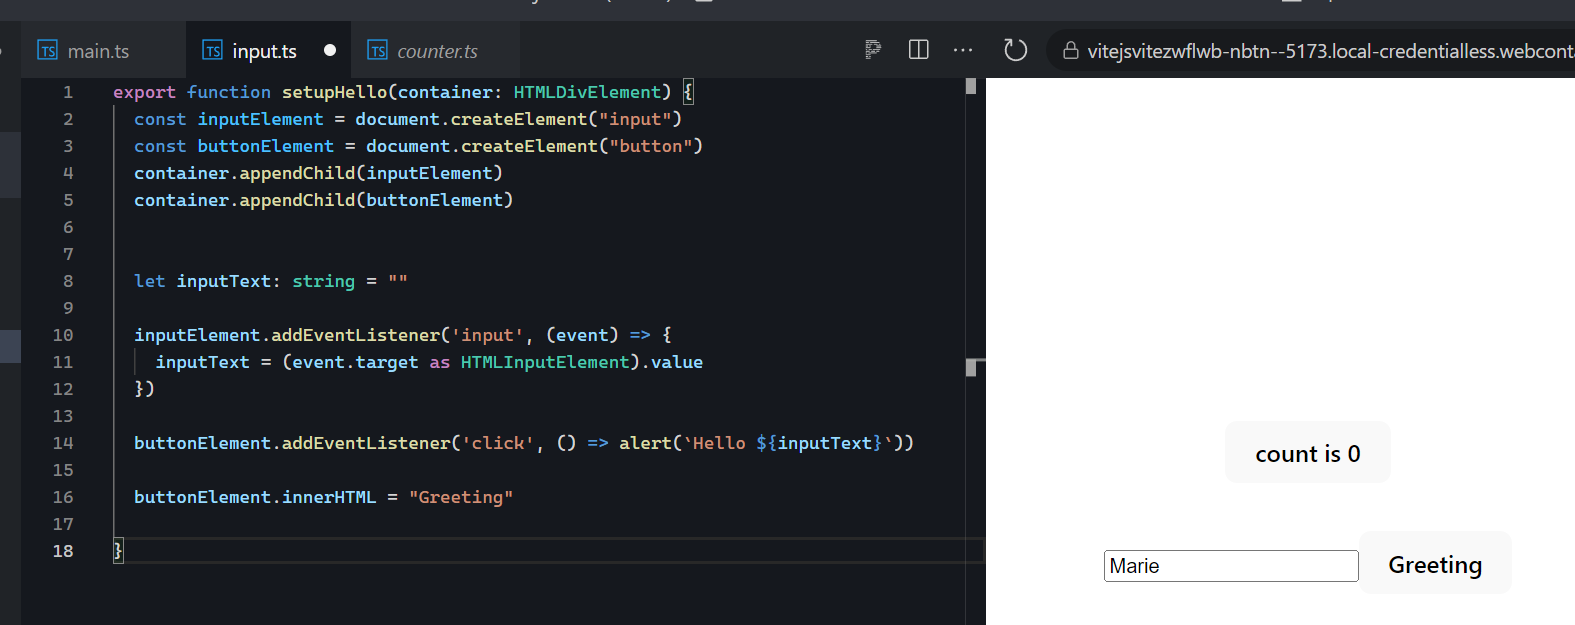 TS main.ts TS input.ts TS counter.ts vitejsvitezwflwb-nbtn--5173.local-credentialless.webconta
1 export function setupHello(container: HTMLDivElement) {
2 const inputElement = document.createElement("input")
3 const buttonElement = document.createElement("button")
4 container.appendChild(inputElement)
5 container.appendChild(buttonElement)
6
7
8 let inputText: string = ""
9
10 inputElement.addEventListener('input', (event) => {
11 inputText = (event.target as HTMLInputElement).value
12 })
13
14 buttonElement.addEventListener('click', () => alert(`Hello ${inputText}`))
15
16 buttonElement.innerHTML = "Greeting"
17
18 }
count is 0
Marie Greeting